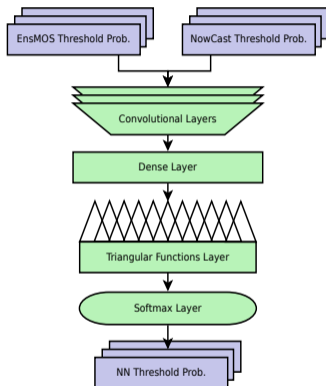 EnsMOS Threshold Prob.
NowCast Threshold Prob.
Convolutional Layers
Dense Layer
Triangular Functions Layer
Softmax Layer
NN Threshold Prob.